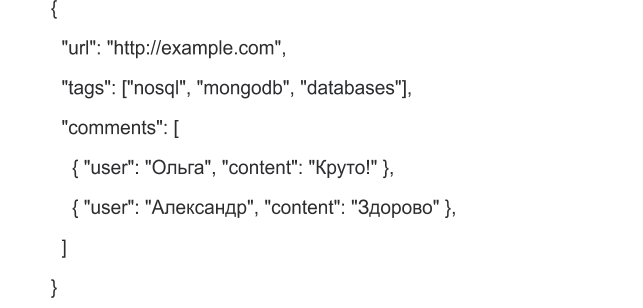 {
"url": "http://example.com",
"tags": ["nosql", "mongodb", "databases"],
"comments": [
{ "user": "Ольга", "content": "Круто!" },
{ "user": "Александр", "content": "Здорово" },
]
}